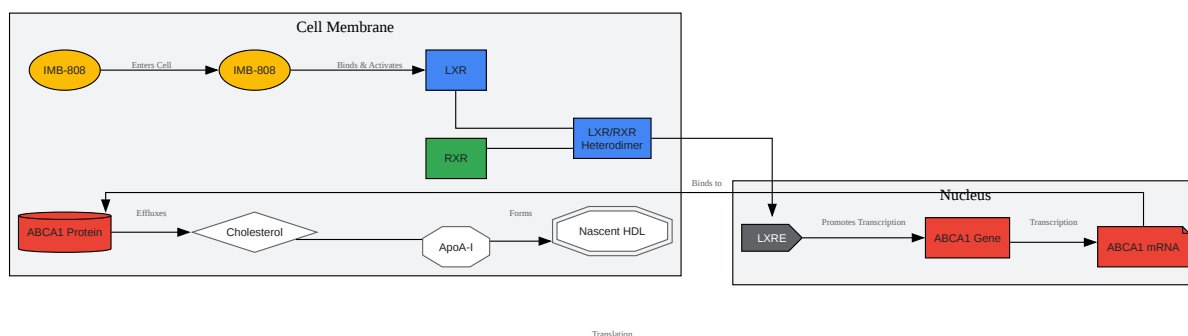 Cell Membrane
IMB-808
Enters Cell
IMB-808
Binds & Activates
LXR
LXR/RXR
Heterodimer
RXR
Binds to
Nucleus
ABCA1 Protein
Effluxes
Cholesterol
ApoA-I
Forms
Nascent HDL
LXRE
Promotes Transcription
ABCA1 Gene
Transcription
ABCA1 mRNA
Translation